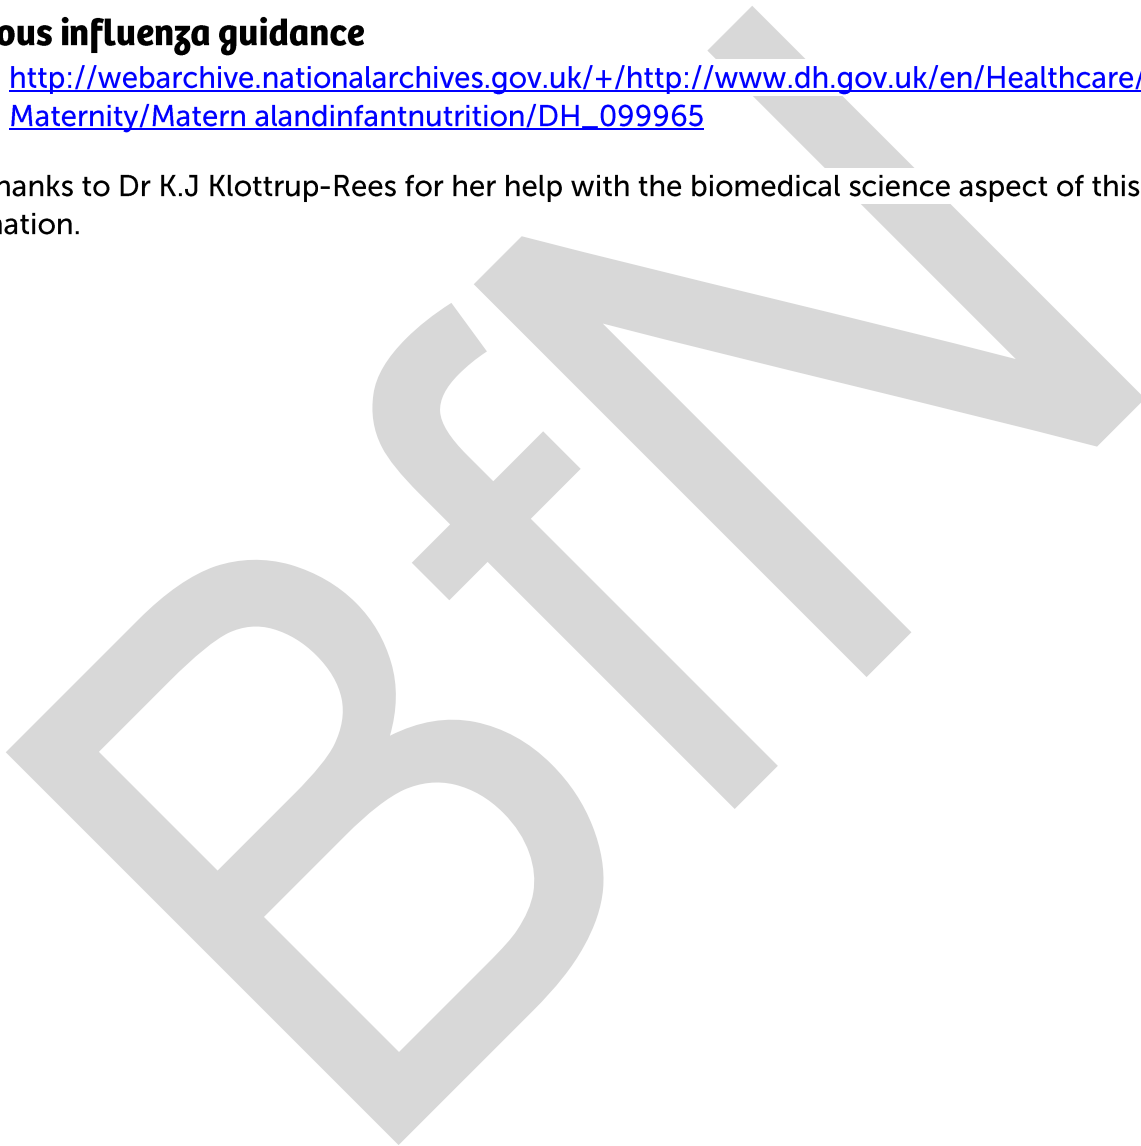 ous influenza guidance
http://webarchive.nationalarchives.gov.uk/+/http://www.dh.gov.uk/en/Healthcare/
Maternity/Matern alandinfantnutrition/DH_099965
hanks to Dr K.J Klottrup-Rees for her help with the biomedical science aspect of this
nation.
BfN